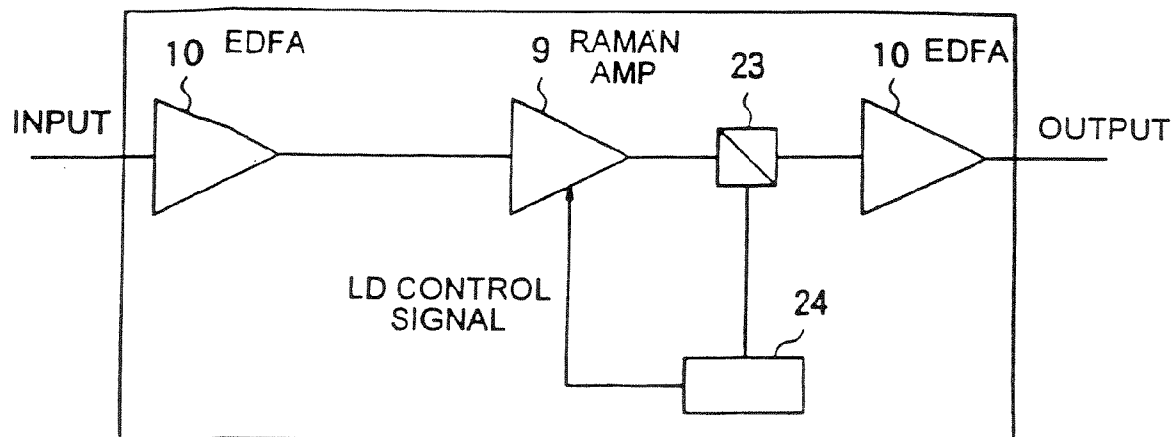 10 EDFA
9 RAMAN
AMP
23
10 EDFA
INPUT
OUTPUT
LD CONTROL
SIGNAL
24